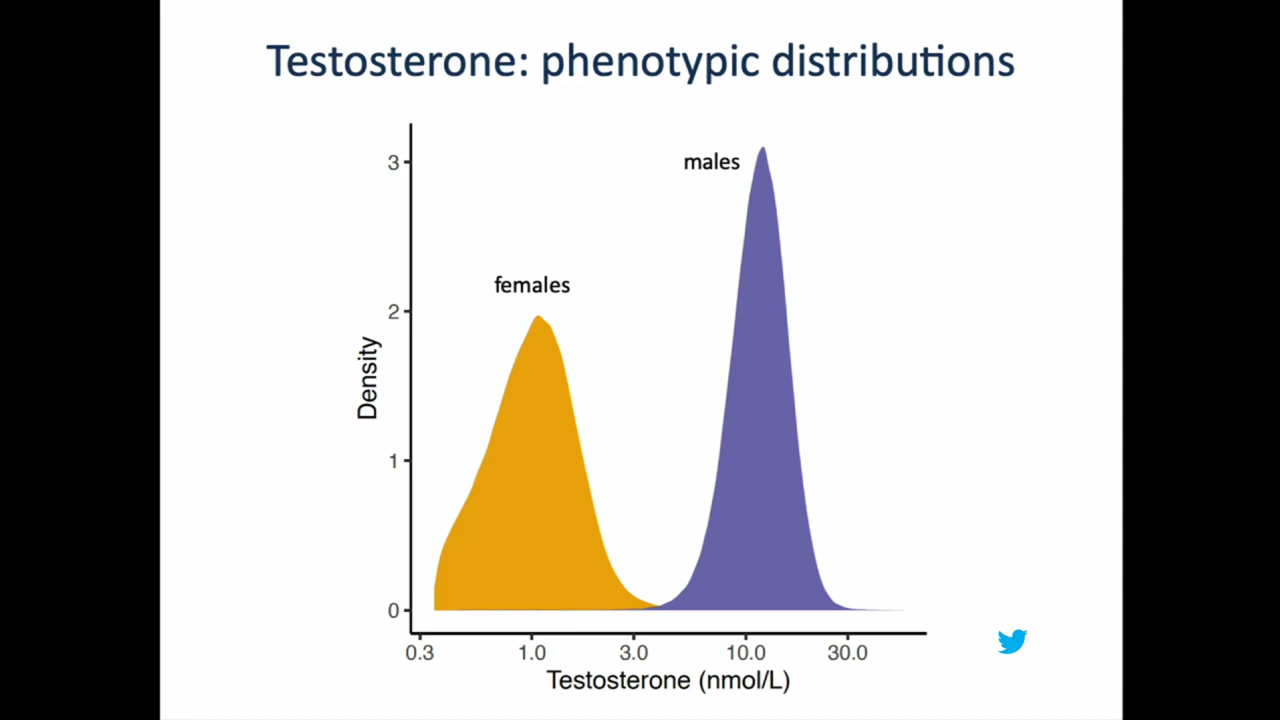 Testosterone: phenotypic distributions
3
males
females
2
Density
1
0
0.3 1.0 3.0 10.0 30.0
Testosterone (nmol/L)